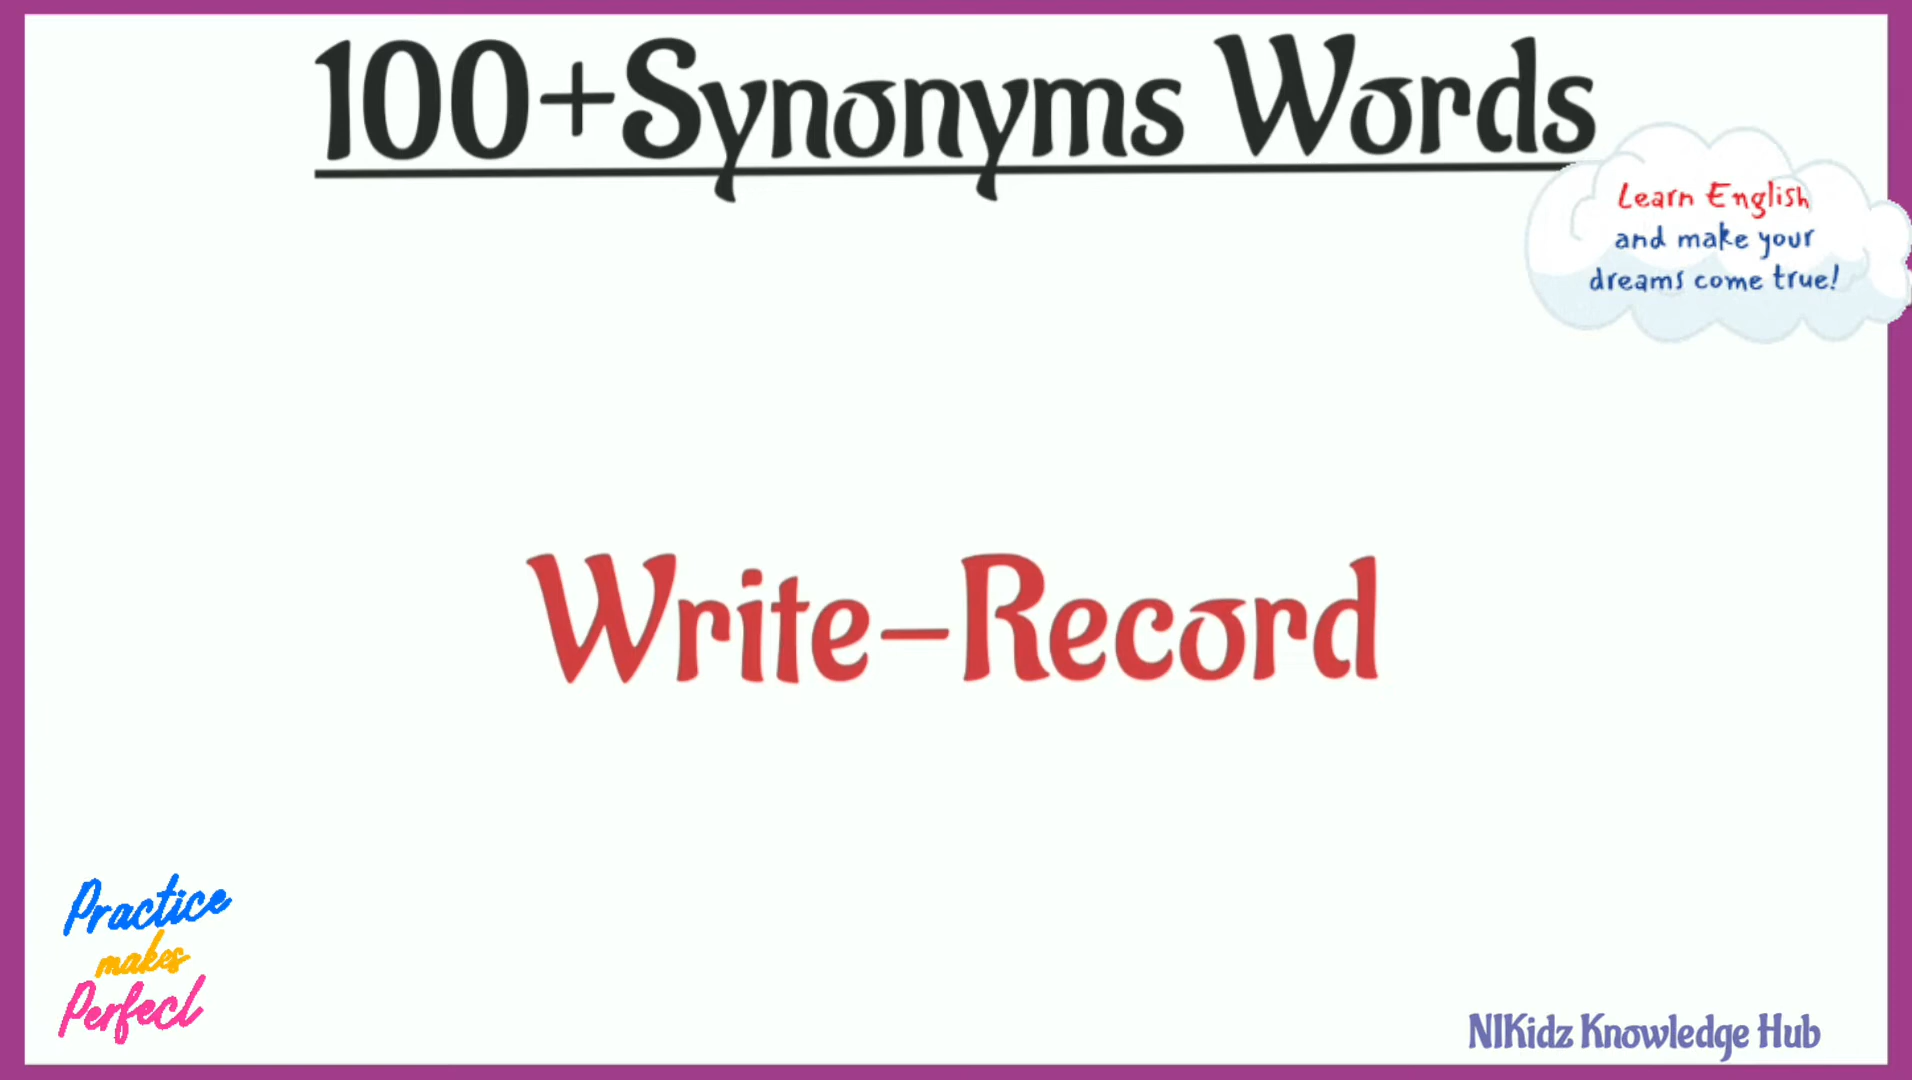 100+Synonyms Words
Learn English
and make your
dreams come true!
Write-Record
Practice
makes
Perfect
NIKidz Knowledge Hub